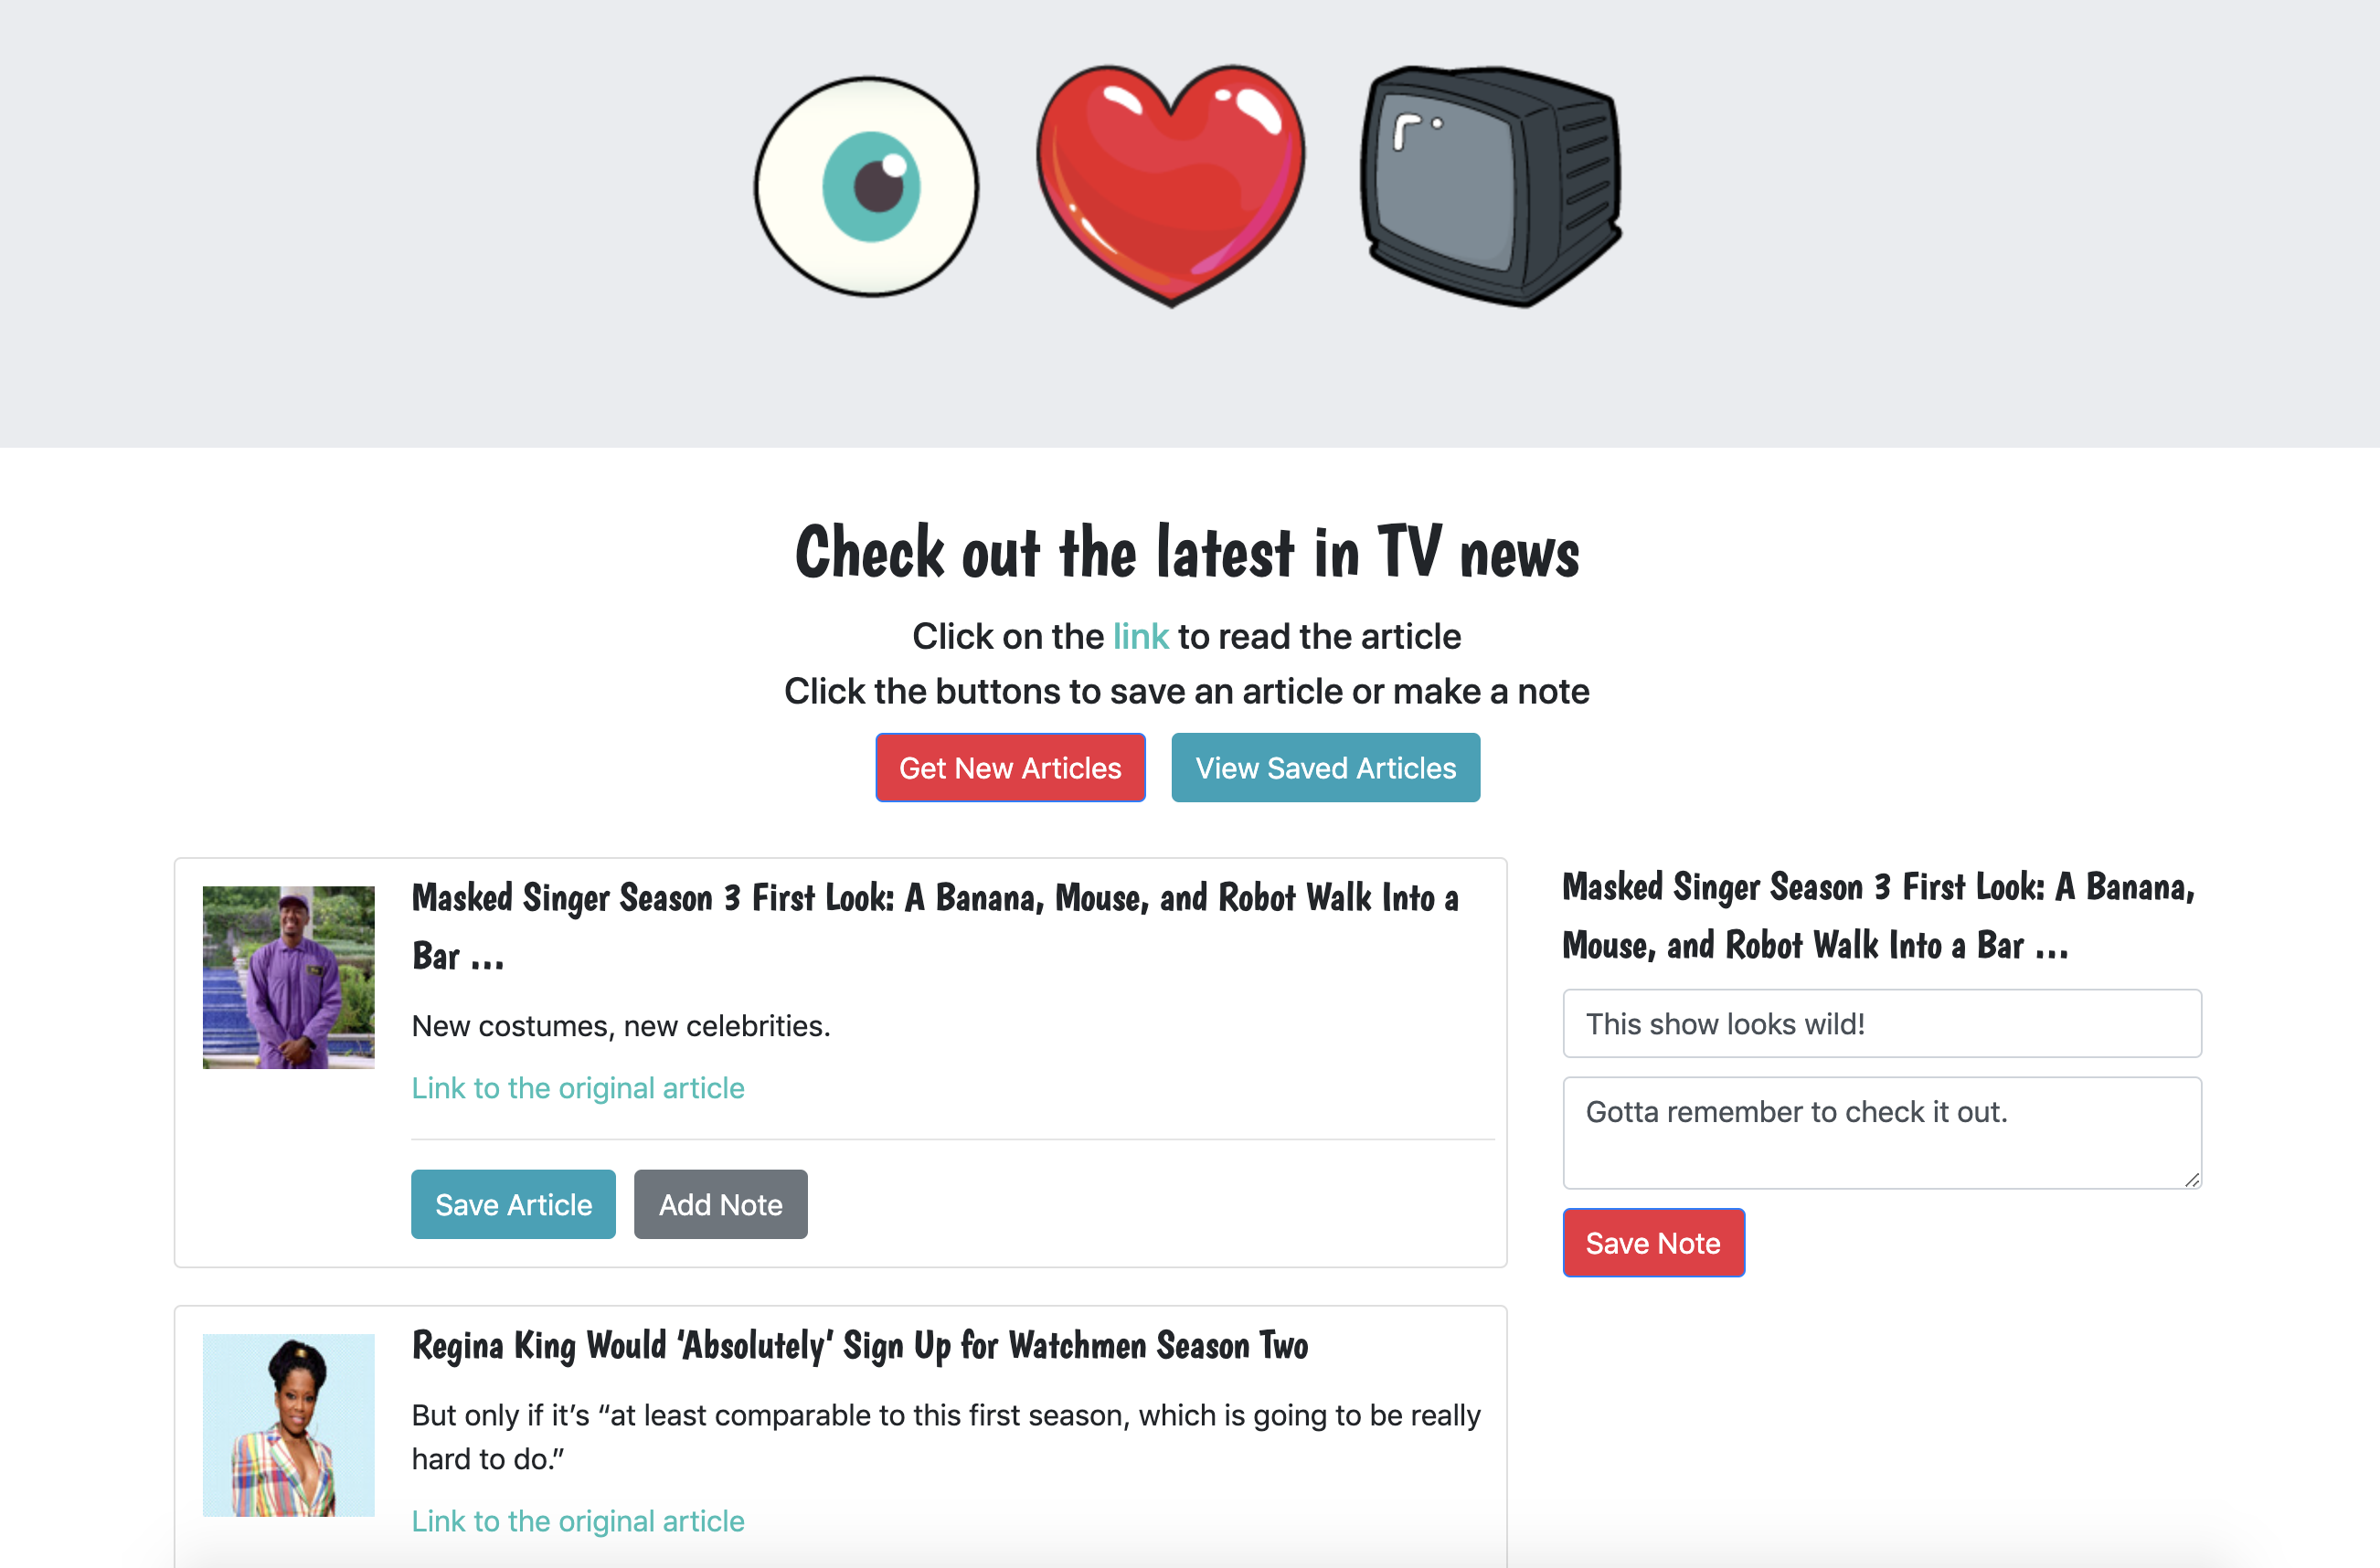 Check out the latest in TV news
Click on the link to read the article
Click the buttons to save an article or make a note
Get New Articles
View Saved Articles
Masked Singer Season 3 First Look: A Banana, Mouse, and Robot Walk Into a
Bar ...
New costumes, new celebrities.
Link to the original article
Save Article
Add Note
Masked Singer Season 3 First Look: A Banana,
Mouse, and Robot Walk Into a Bar ...
This show looks wild!
Gotta remember to check it out.
Save Note
Regina King Would ‘Absolutely’ Sign Up for Watchmen Season Two
But only if it’s “at least comparable to this first season, which is going to be really
hard to do.”
Link to the original article